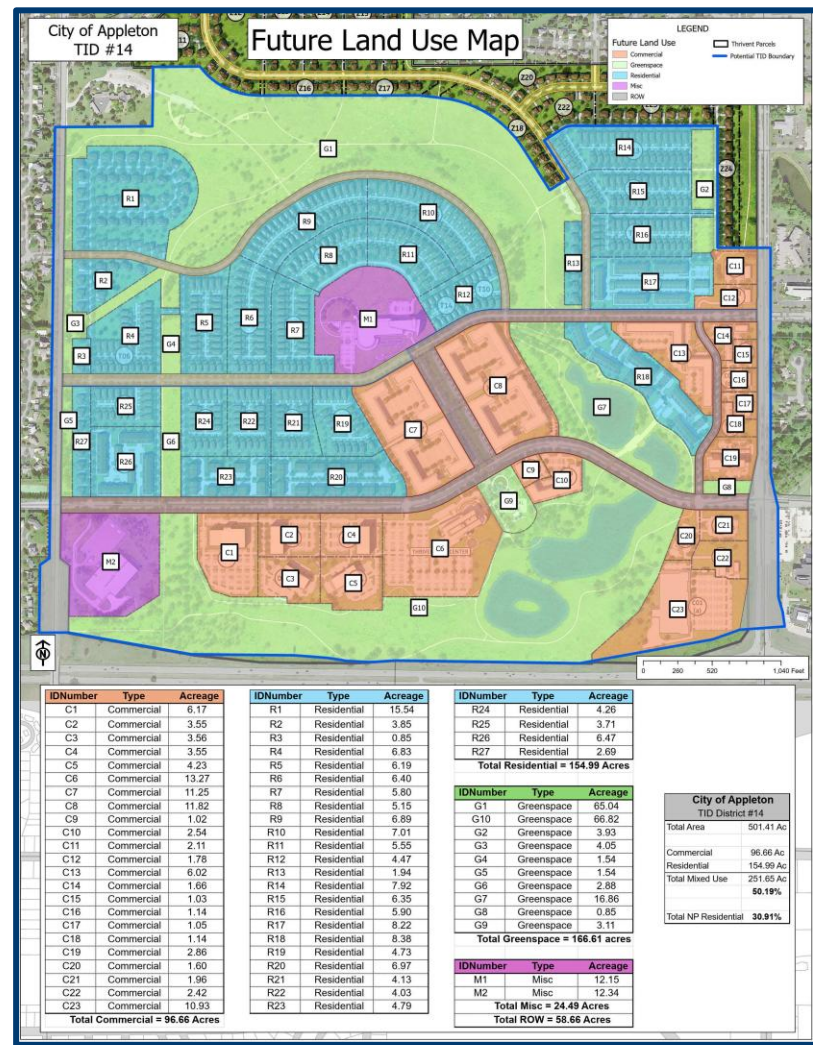 City of Appleton
TID #14
Future Land Use Map
LEGEND
Future Land Use
Commercial
Greenspace
Residential
Misc
ROW
Thrivent Parcels
Potential TID Boundary
Z16
Z17
Z20
Z18
Z24
G1
R1
R14
R15
G2
R10
R9
R16
R8
R11
R13
C11
R2
R17
R12
C12
G3
R5
R6
R7
M1
R4
G4
C14
R3
C13
C15
R18
C16
C8
R25
G7
C17
G5
G6
R24
R22
R21
R19
C7
C18
R27
R26
C19
C9
R23
R20
C10
G8
G9
C1
C2
C4
C6
C21
C20
M2
C22
C3
C5
G10
C23
N
0 260 520 1,040 Feet
IDNumber Type Acreage
C1 Commercial 6.17
C2 Commercial 3.55
C3 Commercial 3.56
C4 Commercial 3.55
C5 Commercial 4.23
C6 Commercial 13.27
C7 Commercial 11.25
C8 Commercial 11.82
C9 Commercial 1.02
C10 Commercial 2.54
C11 Commercial 2.11
C12 Commercial 1.78
C13 Commercial 6.02
C14 Commercial 1.66
C15 Commercial 1.03
C16 Commercial 1.14
C17 Commercial 1.05
C18 Commercial 1.14
C19 Commercial 2.86
C20 Commercial 1.60
C21 Commercial 1.96
C22 Commercial 2.42
C23 Commercial 10.93
Total Commercial = 96.66 Acres
IDNumber Type Acreage
R1 Residential 15.54
R2 Residential 3.85
R3 Residential 0.85
R4 Residential 6.83
R5 Residential 6.19
R6 Residential 6.40
R7 Residential 5.80
R8 Residential 5.15
R9 Residential 6.89
R10 Residential 7.01
R11 Residential 5.55
R12 Residential 4.47
R13 Residential 1.94
R14 Residential 7.92
R15 Residential 6.35
R16 Residential 5.90
R17 Residential 8.22
R18 Residential 8.38
R19 Residential 4.73
R20 Residential 6.97
R21 Residential 4.13
R22 Residential 4.03
R23 Residential 4.79
IDNumber Type Acreage
R24 Residential 4.26
R25 Residential 3.71
R26 Residential 6.47
R27 Residential 2.69
Total Residential = 154.99 Acres
IDNumber Type Acreage
G1 Greenspace 65.04
G10 Greenspace 66.82
G2 Greenspace 3.93
G3 Greenspace 4.05
G4 Greenspace 1.54
G5 Greenspace 1.54
G6 Greenspace 2.88
G7 Greenspace 16.86
G8 Greenspace 0.85
G9 Greenspace 3.11
Total Greenspace = 166.61 acres
IDNumber Type Acreage
M1 Misc 12.15
M2 Misc 12.34
Total Misc = 24.49 Acres
Total ROW = 58.66 Acres
City of Appleton
TID District #14
Total Area 501.41 Ac
Commercial 96.66 Ac
Residential 154.99 Ac
Total Mixed Use 251.65 Ac
50.19%
Total NP Residential 30.91%